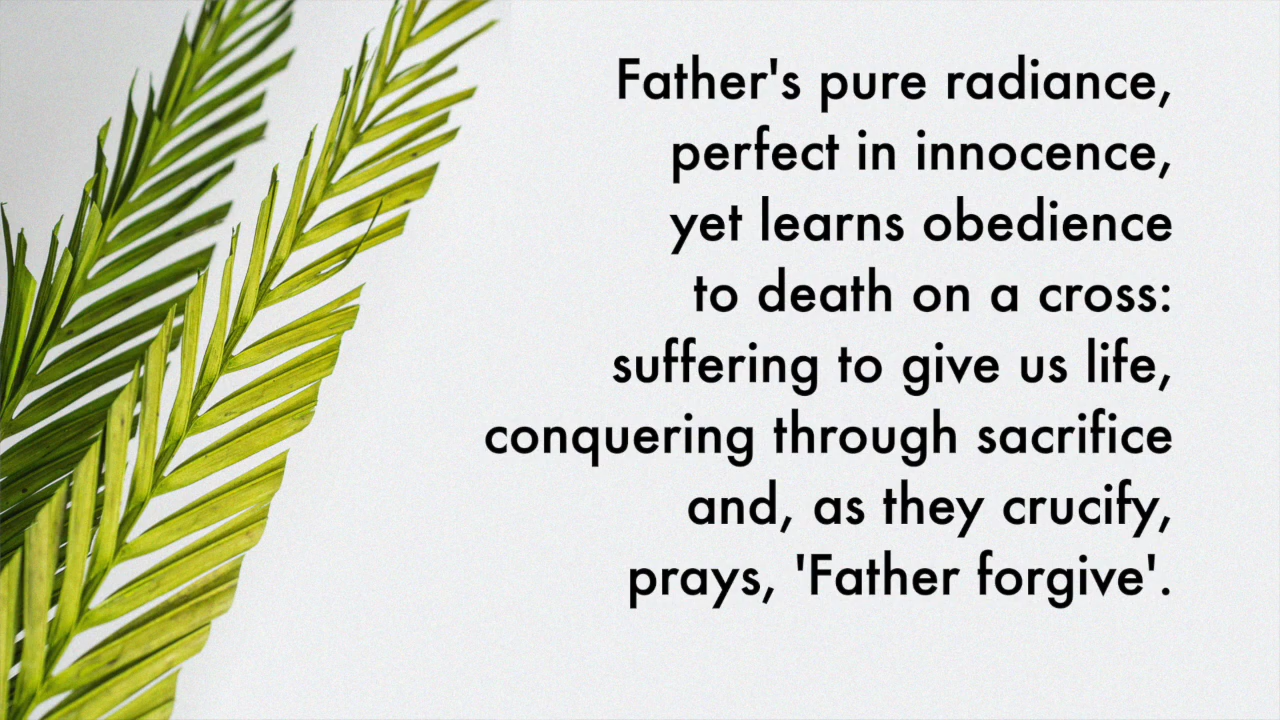 Father's pure radiance,
perfect in innocence,
yet learns obedience
to death on a cross:
suffering to give us life,
conquering through sacrifice
and, as they crucify,
prays, 'Father forgive'.